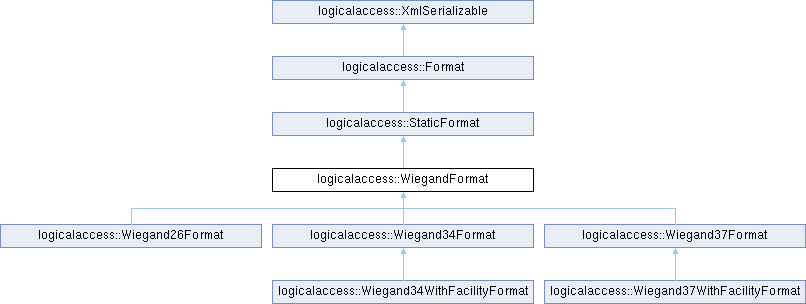 logicalaccess::XmlSerializable
logicalaccess::Format
logicalaccess::StaticFormat
logicalaccess::WiegandFormat
logicalaccess::Wiegand26Format
logicalaccess::Wiegand34Format
logicalaccess::Wiegand37Format
logicalaccess::Wiegand34WithFacilityFormat
logicalaccess::Wiegand37WithFacilityFormat